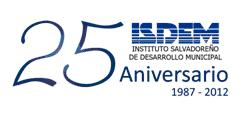 25
ISDEM
INSTITUTO SALVADOREÑO
DE DESARROLLO MUNICIPAL
Aniversario
1987 - 2012